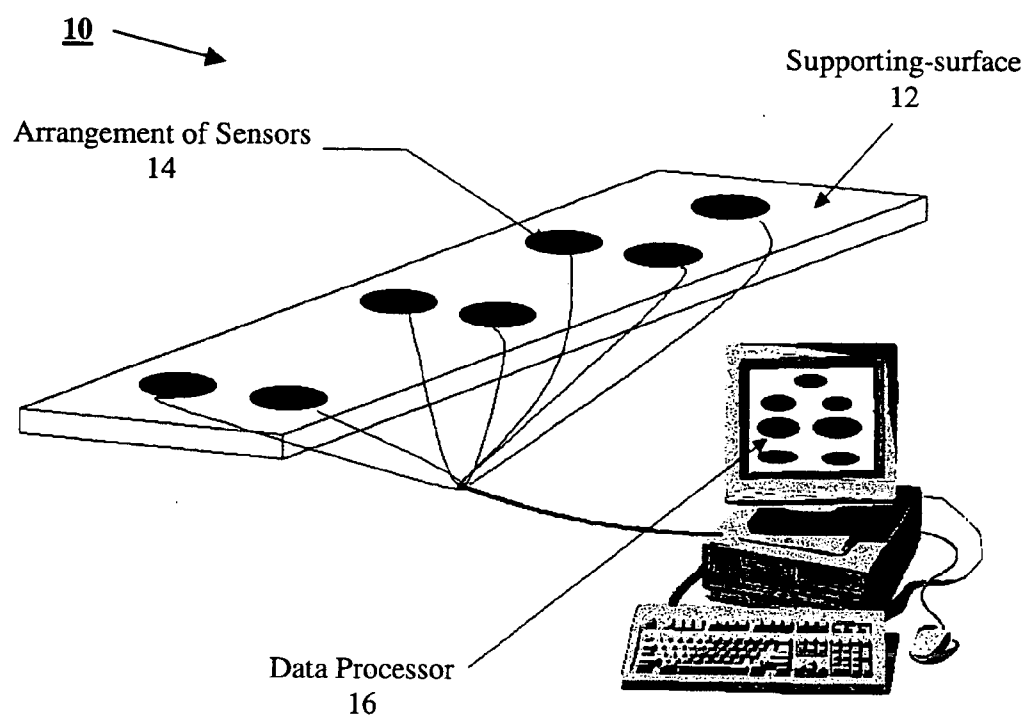 10
Supporting-surface
12
Arrangement of Sensors
14
Data Processor
16